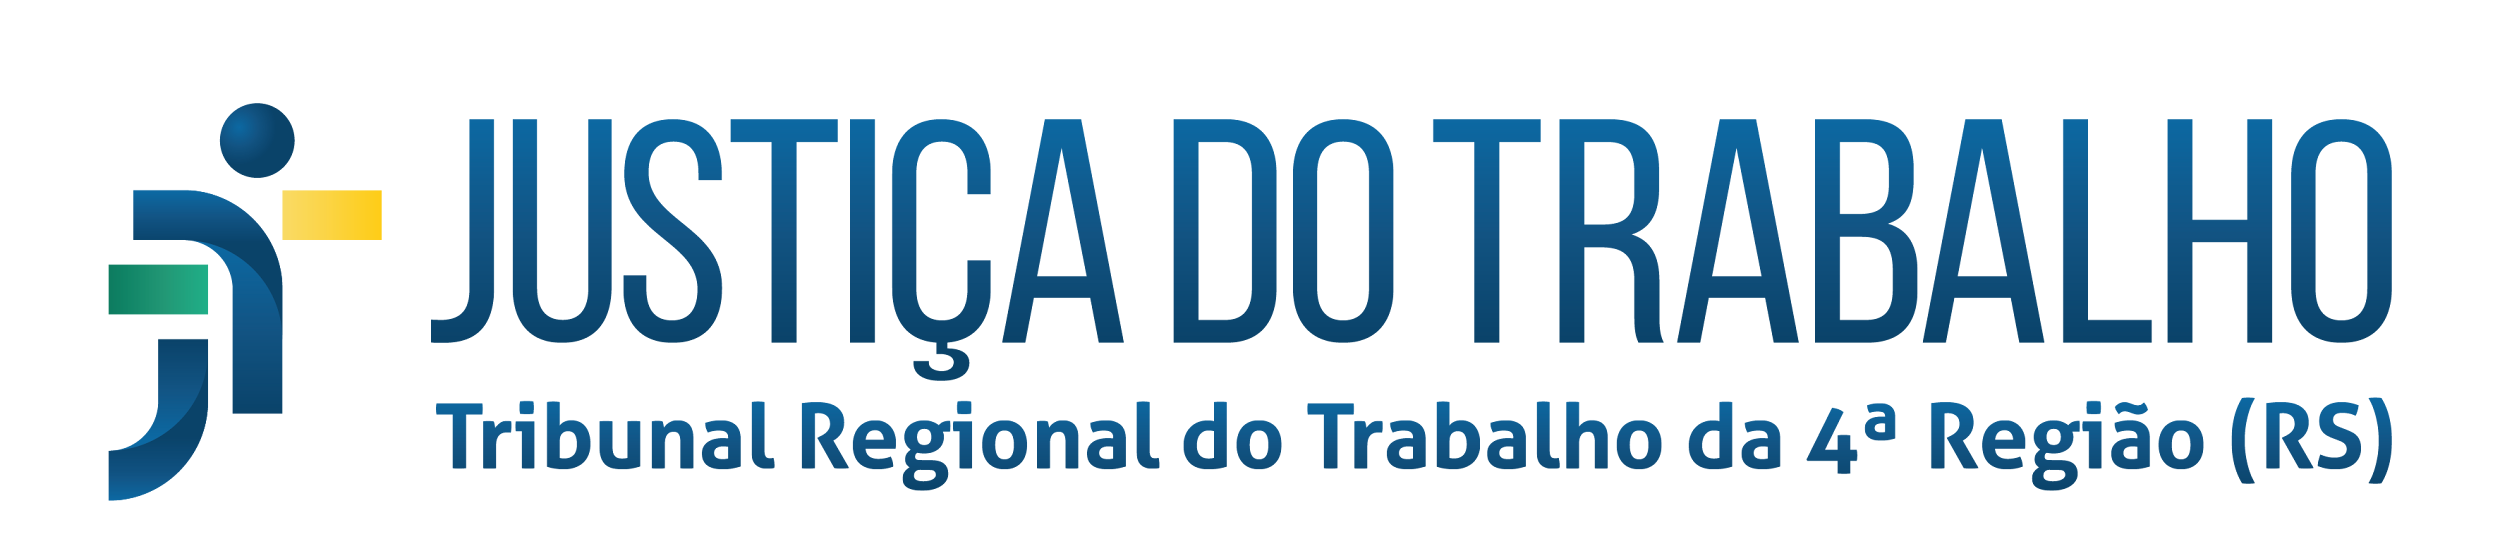 JUSTIÇA DO TRABALHO
Tribunal Regional do Trabalho da 4ª Região (RS)